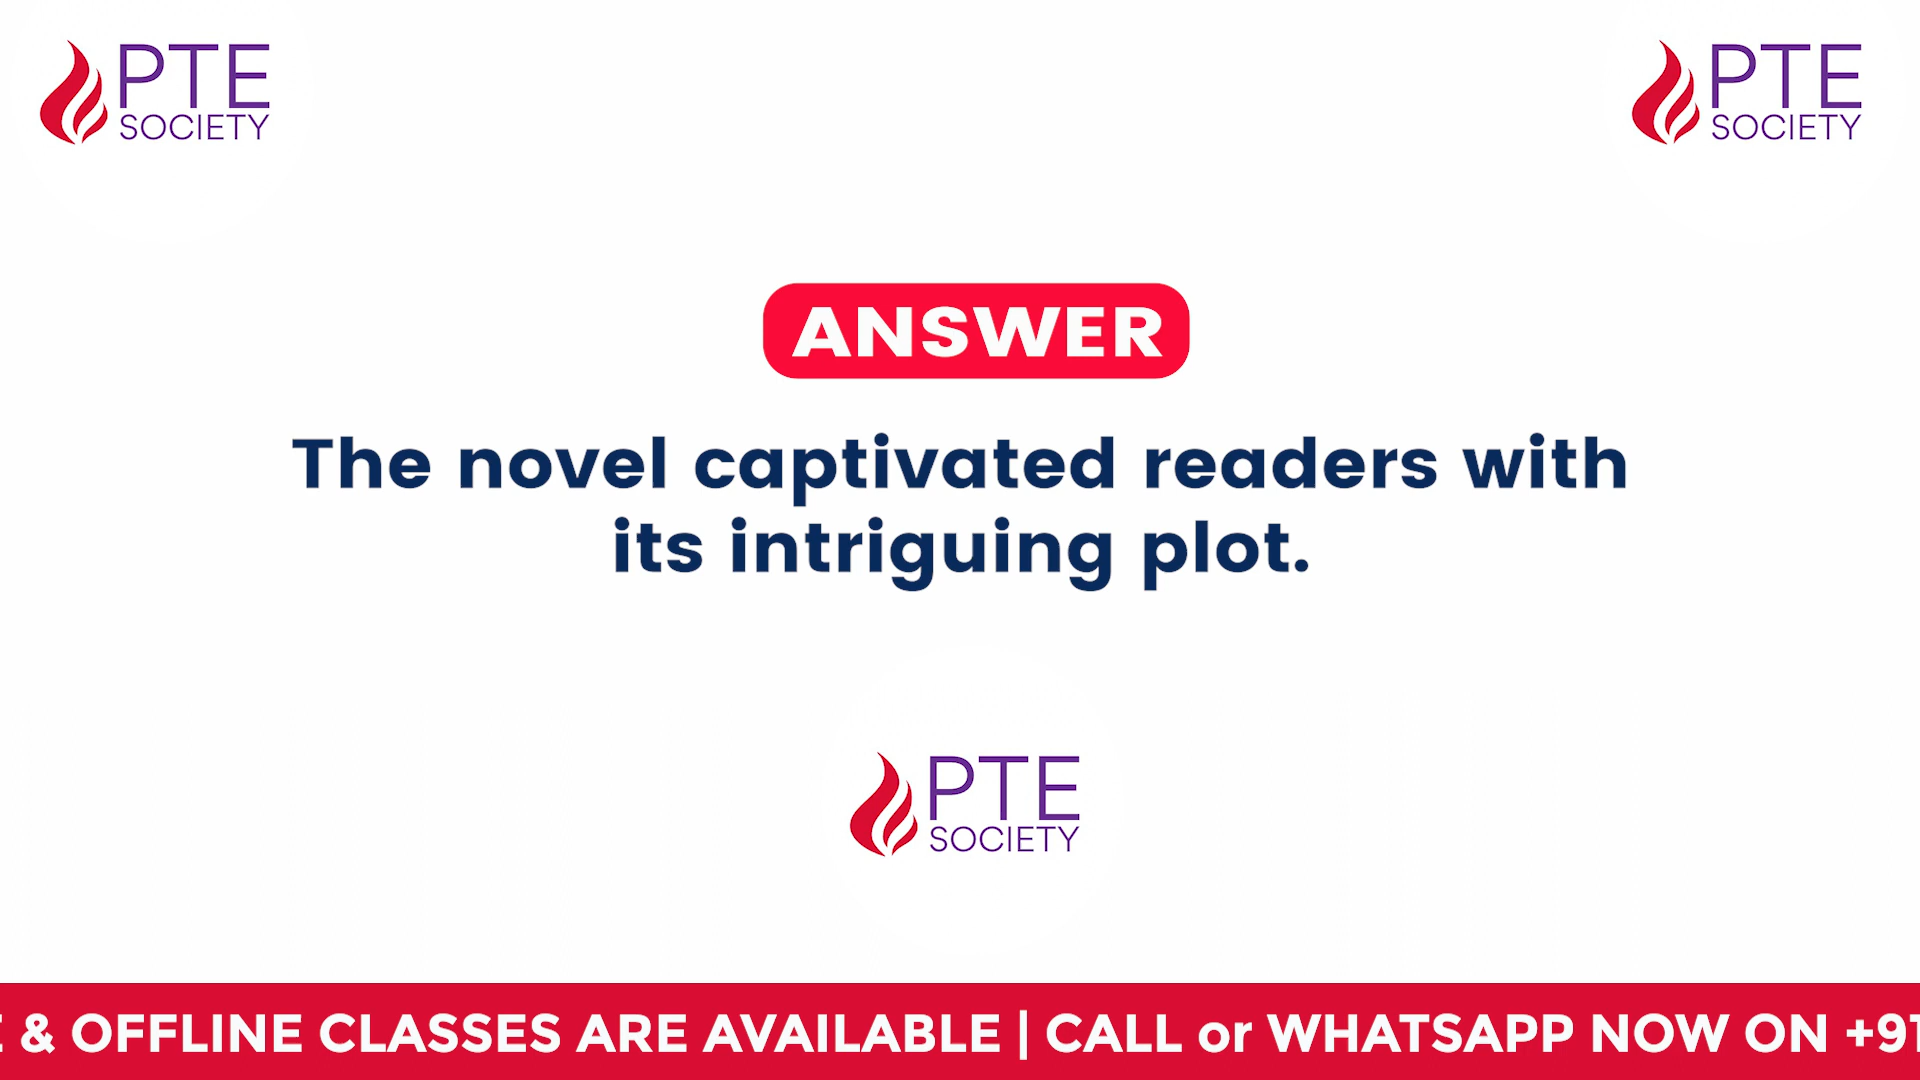 PTE
SOCIETY
PTE
SOCIETY
ANSWER
The novel captivated readers with
its intriguing plot.
PTE
SOCIETY
& OFFLINE CLASSES ARE AVAILABLE | CALL or WHATSAPP NOW ON +91